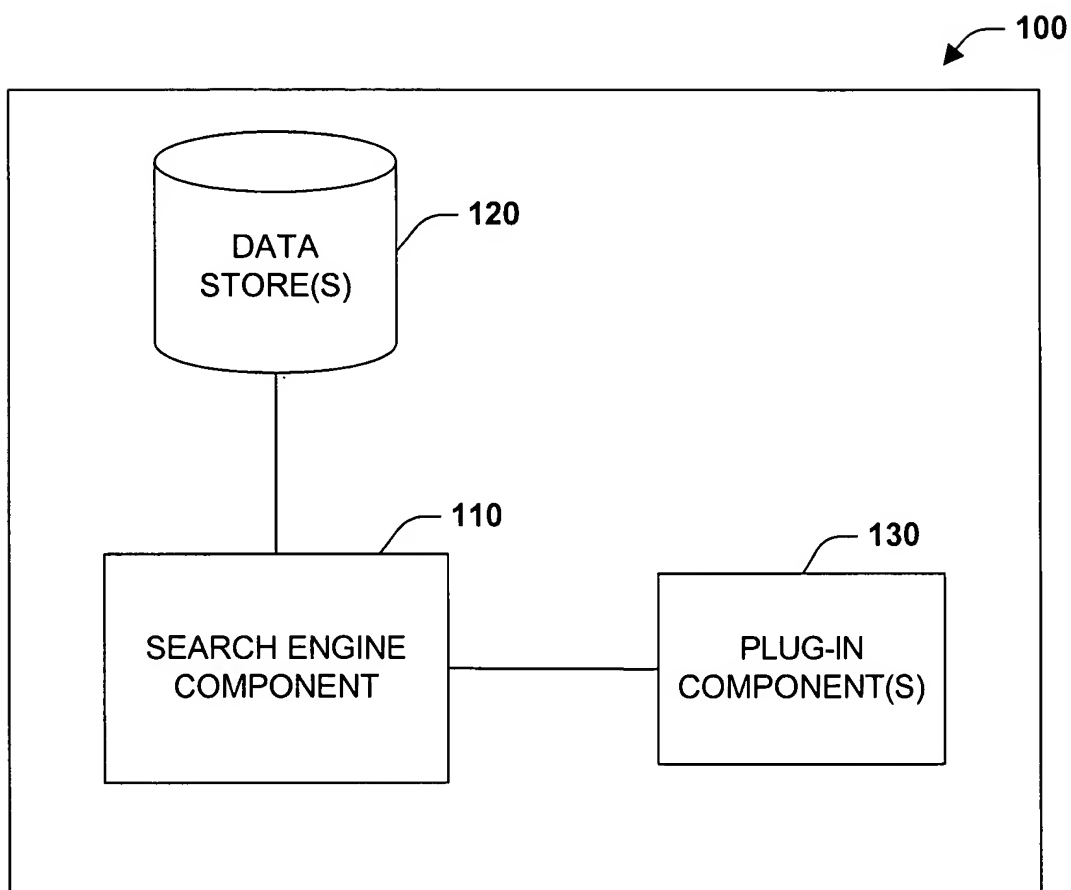 100
120
DATA
STORE(S)
110
130
SEARCH ENGINE
COMPONENT
PLUG-IN
COMPONENT(S)